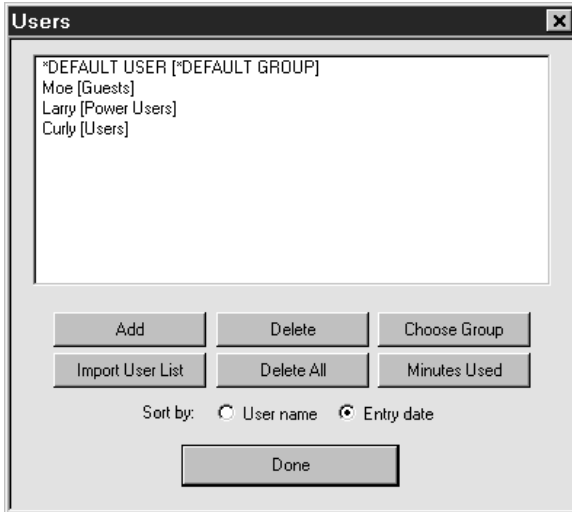 Users
*DEFAULT USER [*DEFAULT GROUP]
Moe [Guests]
Larry [Power Users]
Curly [Users]
Add Delete Choose Group
Import User List Delete All Minutes Used
Sort by: User name Entry date
Done